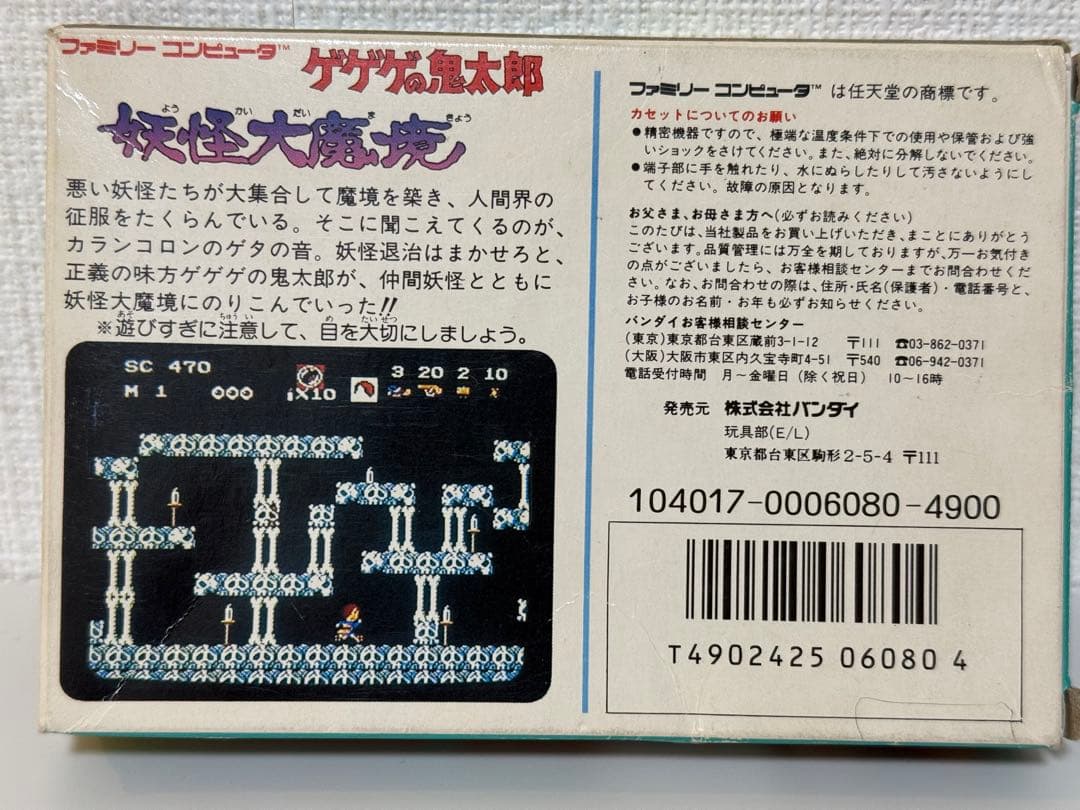 ファミリー コンピュータ™
ゲゲゲの鬼太郎
妖怪大魔境
よう かい だい ま きょう
悪い妖怪たちが大集合して魔境を築き、人間界の
征服をたくらんでいる。そこに聞こえてくるのが、
カランコロンのゲタの音。妖怪退治はまかせろと、
正義の味方ゲゲゲの鬼太郎が、仲間妖怪とともに
妖怪大魔境にのりこんでいった!!
※遊びすぎに注意して、目を大切にしましょう。
あそ ちゅう い め たいせつ
SC 470
M 1 000
iX10
3 20 2 10
ファミリー コンピュータ™ は任天堂の商標です。
カセットについてのお願い
●精密機器ですので、極端な温度条件下での使用や保管および強
いショックをさけてください。また、絶対に分解しないでください。
●端子部に手を触れたり、水にぬらしたりして汚さないようにし
てください。故障の原因となります。
お父さま、お母さま方へ(必ずお読みください)
このたびは、当社製品をお買い上げいただき、まことにありがとう
ございます。品質管理には万全を期しておりますが、万一お気付き
の点がございましたら、お客様相談センターまでお問合わせくだ
さい。なお、お問合わせの際は、住所・氏名(保護者)・電話番号と、
お子様のお名前・お年も必ずお知らせください。
バンダイお客様相談センター
(東京)東京都台東区蔵前3-1-12 〒111 ☎03-862-0371
(大阪)大阪市東区内久宝寺町4-51 〒540 ☎06-942-0371
電話受付時間 月～金曜日(除く祝日) 10～16時
発売元 株式会社バンダイ
玩具部(E/L)
東京都台東区駒形2-5-4 〒111
104017-0006080-4900
T4902425 06080 4